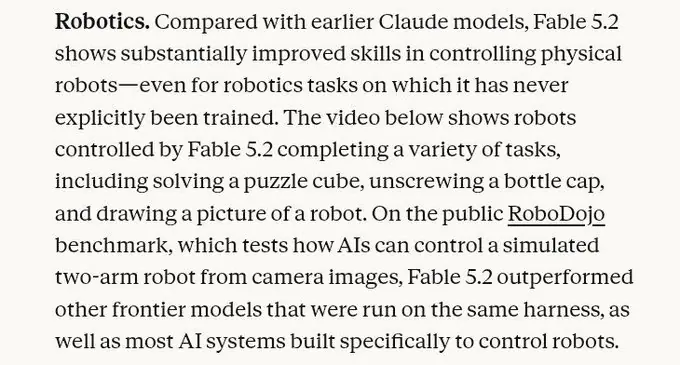 Robotics. Compared with earlier Claude models, Fable 5.2
shows substantially improved skills in controlling physical
robots—even for robotics tasks on which it has never
explicitly been trained. The video below shows robots
controlled by Fable 5.2 completing a variety of tasks,
including solving a puzzle cube, unscrewing a bottle cap,
and drawing a picture of a robot. On the public RoboDojo
benchmark, which tests how AIs can control a simulated
two-arm robot from camera images, Fable 5.2 outperformed
other frontier models that were run on the same harness, as
well as most AI systems built specifically to control robots.